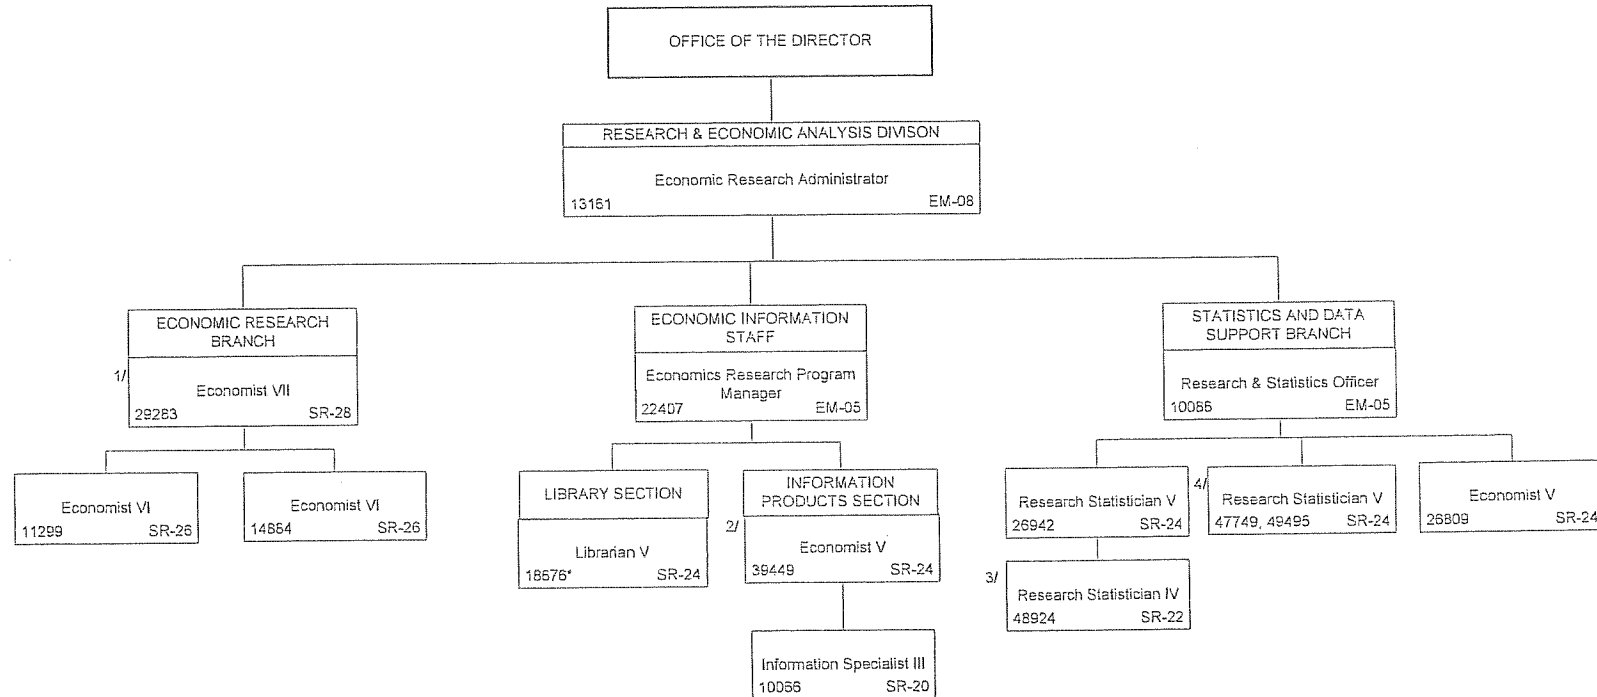 OFFICE OF THE DIRECTOR
RESEARCH & ECONOMIC ANALYSIS DIVISON
Economic Research Administrator
13161 EM-08
ECONOMIC RESEARCH
BRANCH
1/
Economist VII
29283 SR-28
Economist VI
11299 SR-26
Economist VI
14884 SR-26
ECONOMIC INFORMATION
STAFF
Economics Research Program
Manager
22407 EM-05
LIBRARY SECTION
Librarian V
18676* SR-24
INFORMATION
PRODUCTS SECTION
2/
Economist V
39449 SR-24
Information Specialist III
10066 SR-20
STATISTICS AND DATA
SUPPORT BRANCH
Research & Statistics Officer
10086 EM-05
Research Statistician V
26942 SR-24
3/
Research Statistician IV
48924 SR-22
4/
Research Statistician V
47749, 49495 SR-24
Economist V
26809 SR-24